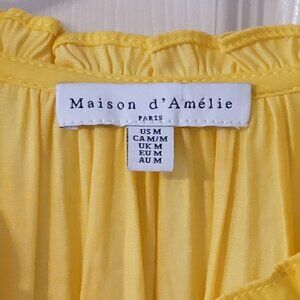 Maison d'Amélie
PARIS
US M
CA M/M
UK M
EU M
AU M